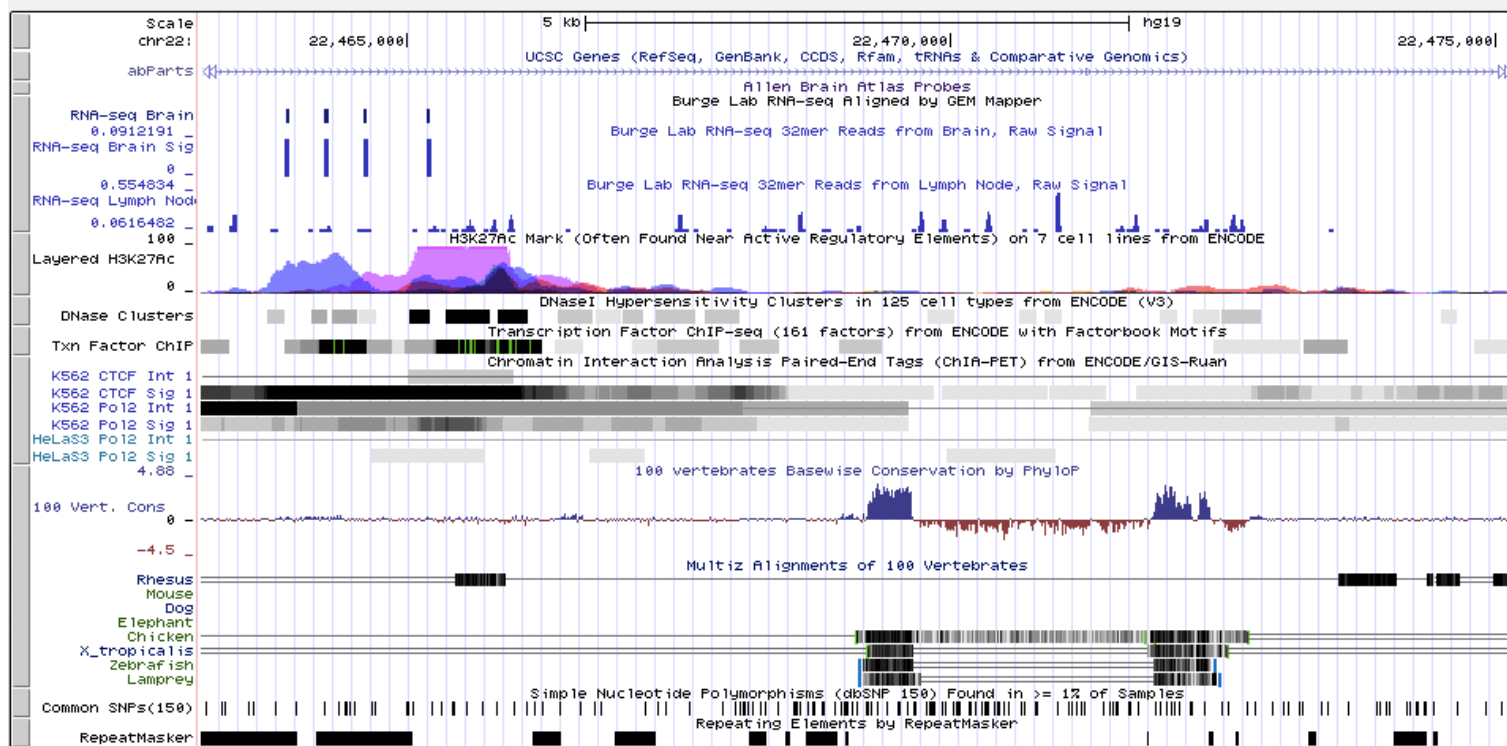 Scale 5 kb hg19
chr22: 22,465,000| 22,470,000| 22,475,000|
UCSC Genes (RefSeq, GenBank, CCDS, Rfam, tRNAs & Comparative Genomics)
abParts
Allen Brain Atlas Probes
Burge Lab RNA-seq Aligned by GEM Mapper
RNA-seq Brain
0.0912191 _ Burge Lab RNA-seq 32mer Reads from Brain, Raw Signal
RNA-seq Brain Sig
0 _
0.554834 _ Burge Lab RNA-seq 32mer Reads from Lymph Node, Raw Signal
RNA-seq Lymph Nod
0.0616482 _
100 _ H3K27Ac Mark (Often Found Near Active Regulatory Elements) on 7 cell lines from ENCODE
Layered H3K27Ac
0 _
DNaseI Hypersensitivity Clusters in 125 cell types from ENCODE (V3)
DNase Clusters
Transcription Factor ChIP-seq (161 factors) from ENCODE with Factorbook Motifs
Txn Factor ChIP
Chromatin Interaction Analysis Paired-End Tags (ChIA-PET) from ENCODE/GIS-Ruan
K562 CTCF Int 1
K562 CTCF Sig 1
K562 Pol2 Int 1
K562 Pol2 Sig 1
HeLaS3 Pol2 Int 1
HeLaS3 Pol2 Sig 1
4.88 _ 100 vertebrates Basewise Conservation by PhyloP
100 Vert. Cons
0 _
-4.5 _
Multiz Alignments of 100 Vertebrates
Rhesus
Mouse
Dog
Elephant
Chicken
X_tropicalis
Zebrafish
Lamprey
Simple Nucleotide Polymorphisms (dbSNP 150) Found in >= 1% of Samples
Common SNPs(150)
Repeating Elements by RepeatMasker
RepeatMasker